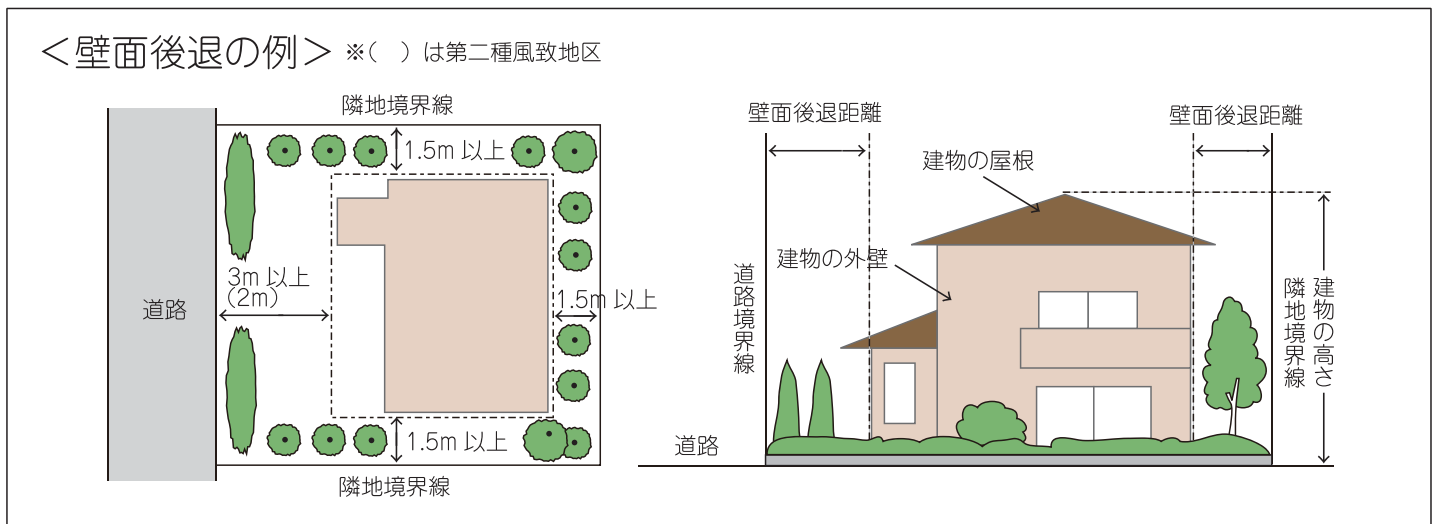 ＜壁面後退の例＞ ※(　) は第二種風致地区
隣地境界線
1.5m 以上
3m 以上
(2m)
道路
1.5m 以上
1.5m 以上
隣地境界線
壁面後退距離
壁面後退距離
建物の屋根
建物の外壁
道路境界線
隣地境界線
建物の高さ
道路